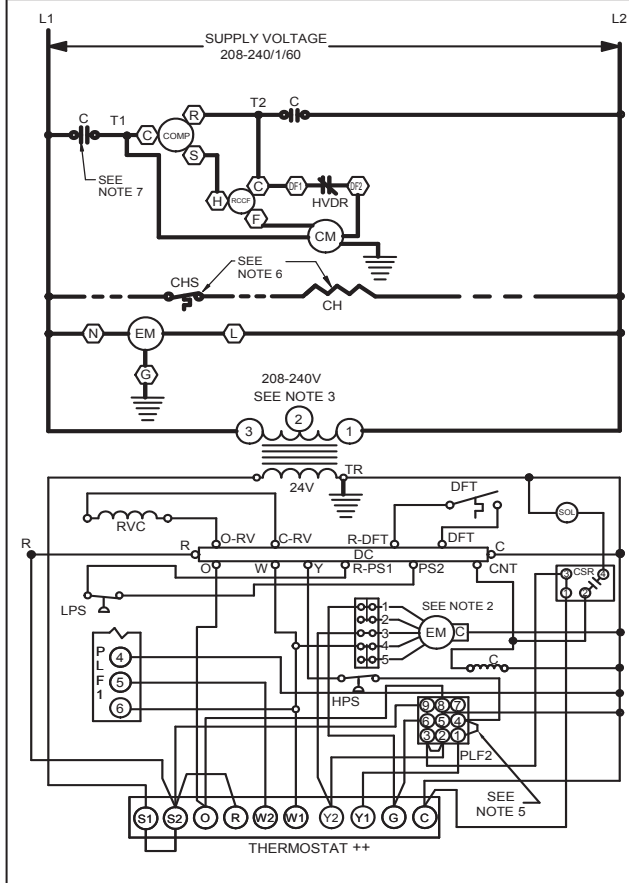 L1
L2
SUPPLY VOLTAGE
208-240/1/60
C
T1
C
COMP
R
S
T2
C
SEE
NOTE 7
H
RCCF
C
F
DF1
HVDR
DF2
CM
SEE
NOTE 6
CHS
CH
N
EM
L
G
208-240V
SEE NOTE 3
3
2
1
24V
TR
RVC
DFT
SOL
R
R
O-RV
C-RV
R-DFT
DFT
C
DC
O
W
Y
R-PS1
PS2
CNT
3
CSR
4
1
2
LPS
1
2
3
4
5
SEE NOTE 2
EM
C
C
HPS
P
L
F
1
4
5
6
9
8
7
6
5
4
3
2
1
PLF2
SEE
NOTE 5
S1
S2
O
R
W2
W1
Y2
Y1
G
C
THERMOSTAT ++